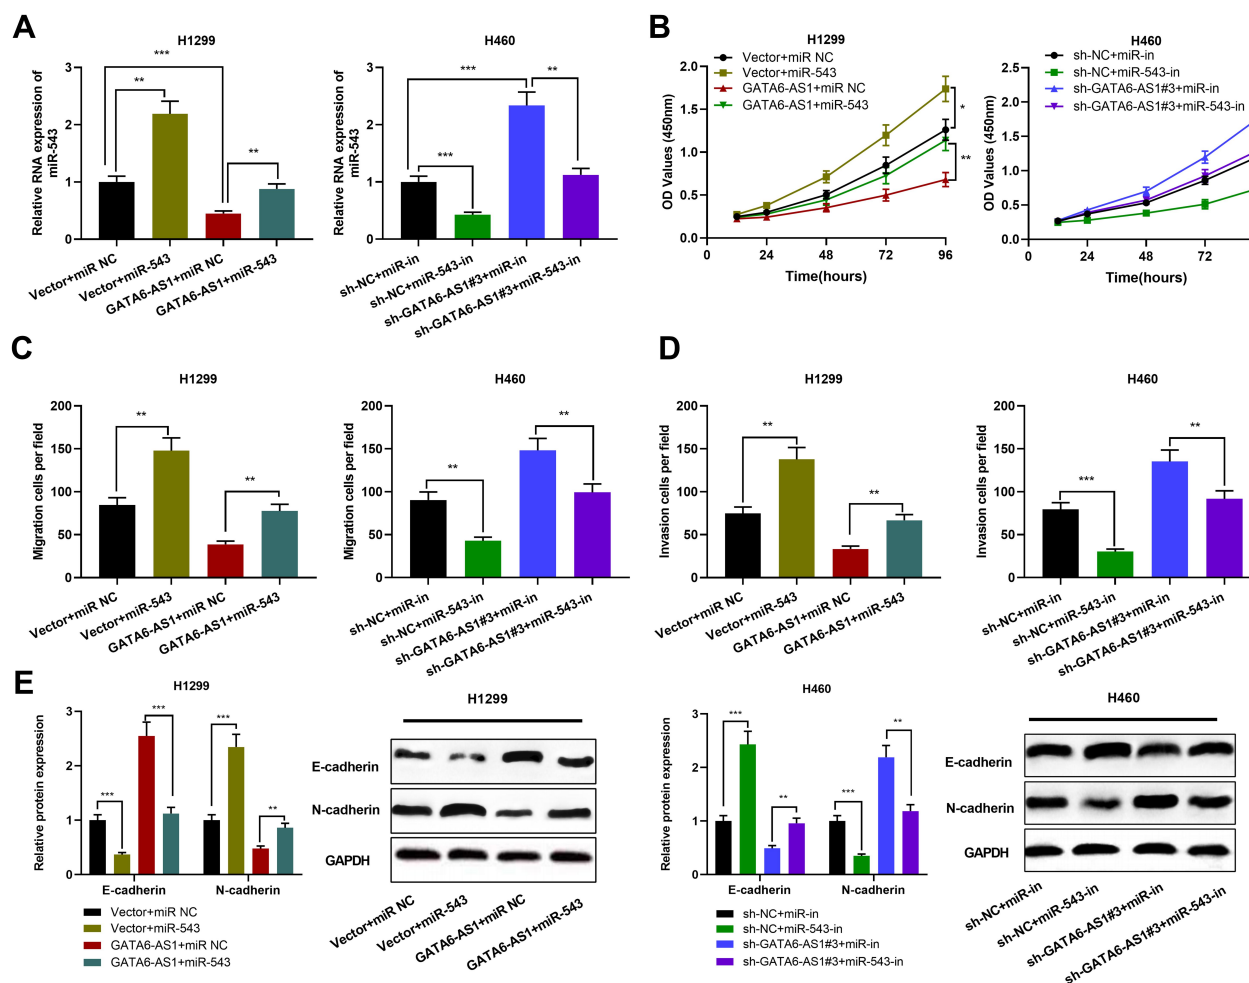 A
H1299
Relative RNA expression of
miR-543
3
2
1
0
***
**
**
Vector+miR NC
Vector+miR-543
GATA6-AS1+miR NC
GATA6-AS1+miR-543
H460
Relative RNA expression of
miR-543
3
2
1
0
***
***
**
sh-NC+miR-in
sh-NC+miR-543-in
sh-GATA6-AS1#3+miR-in
sh-GATA6-AS1#3+miR-543-in
B
H1299
Vector+miR NC
Vector+miR-543
GATA6-AS1+miR NC
GATA6-AS1+miR-543
OD Values (450nm)
2.0
1.5
1.0
0.5
0.0
0
24
48
72
96
Time(hours)
*
**
H460
sh-NC+miR-in
sh-NC+miR-543-in
sh-GATA6-AS1#3+miR-in
sh-GATA6-AS1#3+miR-543-in
OD Values (450nm)
2.5
2.0
1.5
1.0
0.5
0.0
0
24
48
72
Time(hours)
C
H1299
Migration cells per field
200
150
100
50
0
**
**
Vector+miR NC
Vector+miR-543
GATA6-AS1+miR NC
GATA6-AS1+miR-543
H460
Migration cells per field
200
150
100
50
0
**
**
sh-NC+miR-in
sh-NC+miR-543-in
sh-GATA6-AS1#3+miR-in
sh-GATA6-AS1#3+miR-543-in
D
H1299
Invasion cells per field
200
150
100
50
0
**
**
Vector+miR NC
Vector+miR-543
GATA6-AS1+miR NC
GATA6-AS1+miR-543
H460
Invasion cells per field
200
150
100
50
0
***
**
sh-NC+miR-in
sh-NC+miR-543-in
sh-GATA6-AS1#3+miR-in
sh-GATA6-AS1#3+miR-543-in
E
H1299
Relative protein expression
3
2
1
0
***
***
***
**
E-cadherin
N-cadherin
Vector+miR NC
Vector+miR-543
GATA6-AS1+miR NC
GATA6-AS1+miR-543
H1299
E-cadherin
N-cadherin
GAPDH
Vector+miR NC
Vector+miR-543
GATA6-AS1+miR NC
GATA6-AS1+miR-543
H460
Relative protein expression
3
2
1
0
***
**
***
**
E-cadherin
N-cadherin
sh-NC+miR-in
sh-NC+miR-543-in
sh-GATA6-AS1#3+miR-in
sh-GATA6-AS1#3+miR-543-in
H460
E-cadherin
N-cadherin
GAPDH
sh-NC+miR-in
sh-NC+miR-543-in
sh-GATA6-AS1#3+miR-in
sh-GATA6-AS1#3+miR-543-in